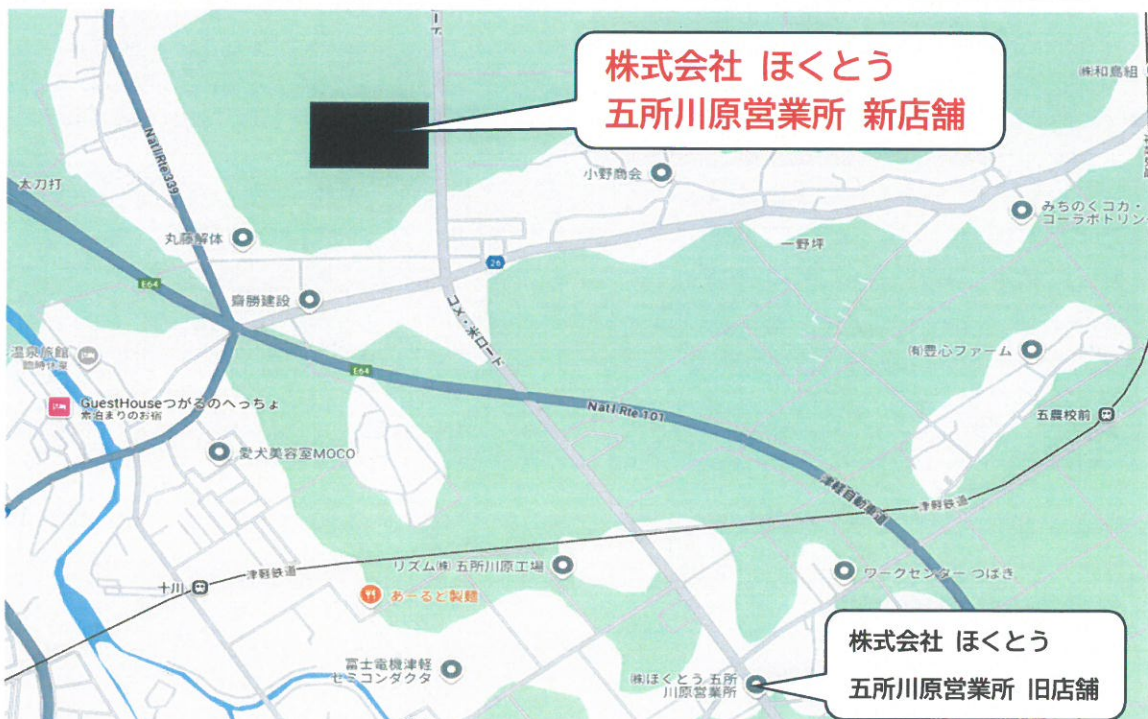 株式会社 ほくとう
五所川原営業所 新店舗
㈱和島組
Nat'l Rte 339
太刀打
小野商会
みちのくコカ・
コーラボトリン
丸藤解体
一野坪
26
E64
齋勝建設
コメ・米ロード
温泉旅館
臨時休業
㈲豊心ファーム
E64
GuestHouseつがるのへっちょ
素泊まりのお宿
Nat'l Rte 101
五農校前
愛犬美容室MOCO
津軽自動車道
津軽鉄道
リズム㈱ 五所川原工場
津軽鉄道
ワークセンター つばき
十川
あーると製麺
株式会社 ほくとう
五所川原営業所 旧店舗
富士電機津軽
セミコンダクタ
㈱ほくとう 五所
川原営業所